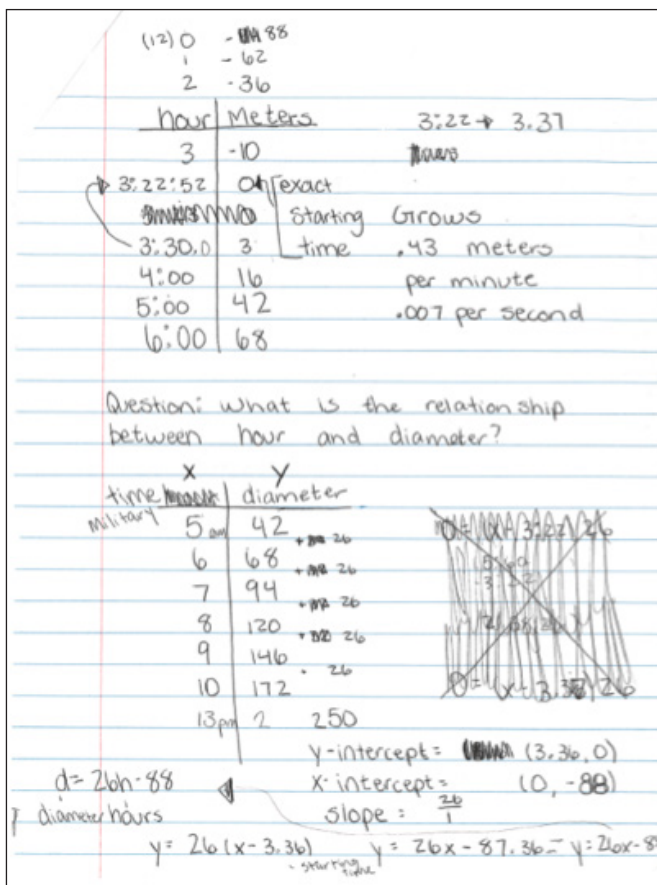 (12) 0 - 88
1 - 62
2 -36
hour Meters
3 -10
3:22 → 3.37
3:22:52 0 exact
starting
time
3:30.0 3
4:00 16
5:00 42
6:00 68
Grows
.43 meters
per minute
.007 per second
Question: what is the relationship
between hour and diameter?
x y
time diameter
military
5 am 42
+ 26
6 68
+ 26
7 94
+ 26
8 120
+ 26
9 146
26
10 172
13pm 2 250
y-intercept = (3.36, 0)
x-intercept = (0, -88)
slope = 26/1
d = 26h - 88
diameter hours
y = 26 (x - 3.36) y = 26x - 87.36 = y = 26x - 88
starting
time